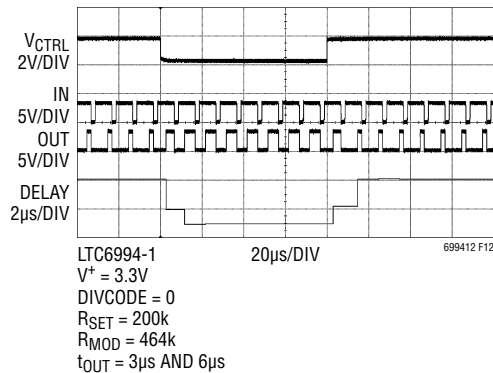 VCTRL
2V/DIV
IN
5V/DIV
OUT
5V/DIV
DELAY
2µs/DIV
LTC6994-1
20µs/DIV
699412 F12
V+ = 3.3V
DIVCODE = 0
RSET = 200k
RMOD = 464k
tOUT = 3µs AND 6µs